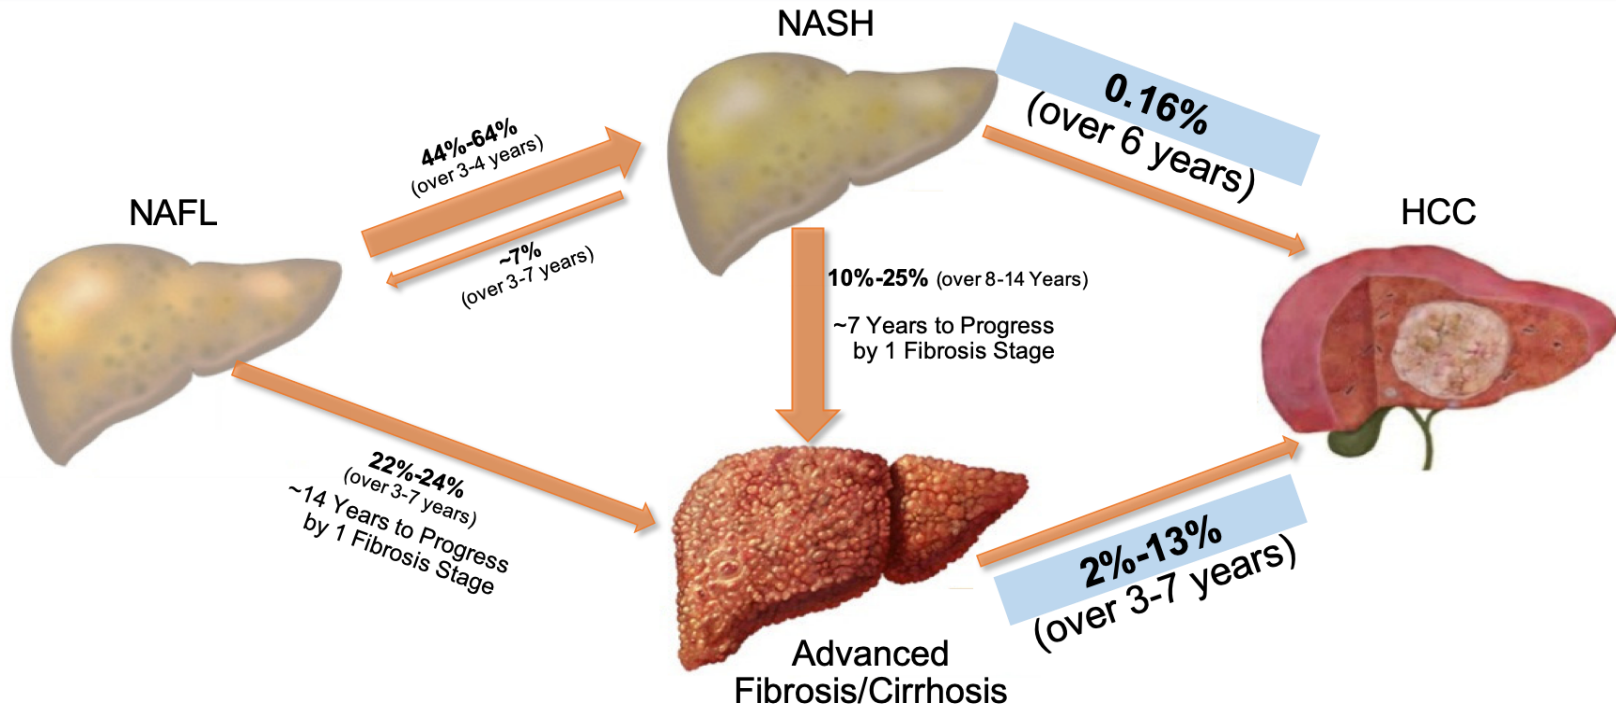 NASH
0.16%
(over 6 years)
44%-64%
(over 3-4 years)
NAFL
HCC
~7%
(over 3-7 years)
10%-25% (over 8-14 Years)
~7 Years to Progress
by 1 Fibrosis Stage
22%-24%
(over 3-7 years)
~14 Years to Progress
by 1 Fibrosis Stage
2%-13%
(over 3-7 years)
Advanced
Fibrosis/Cirrhosis